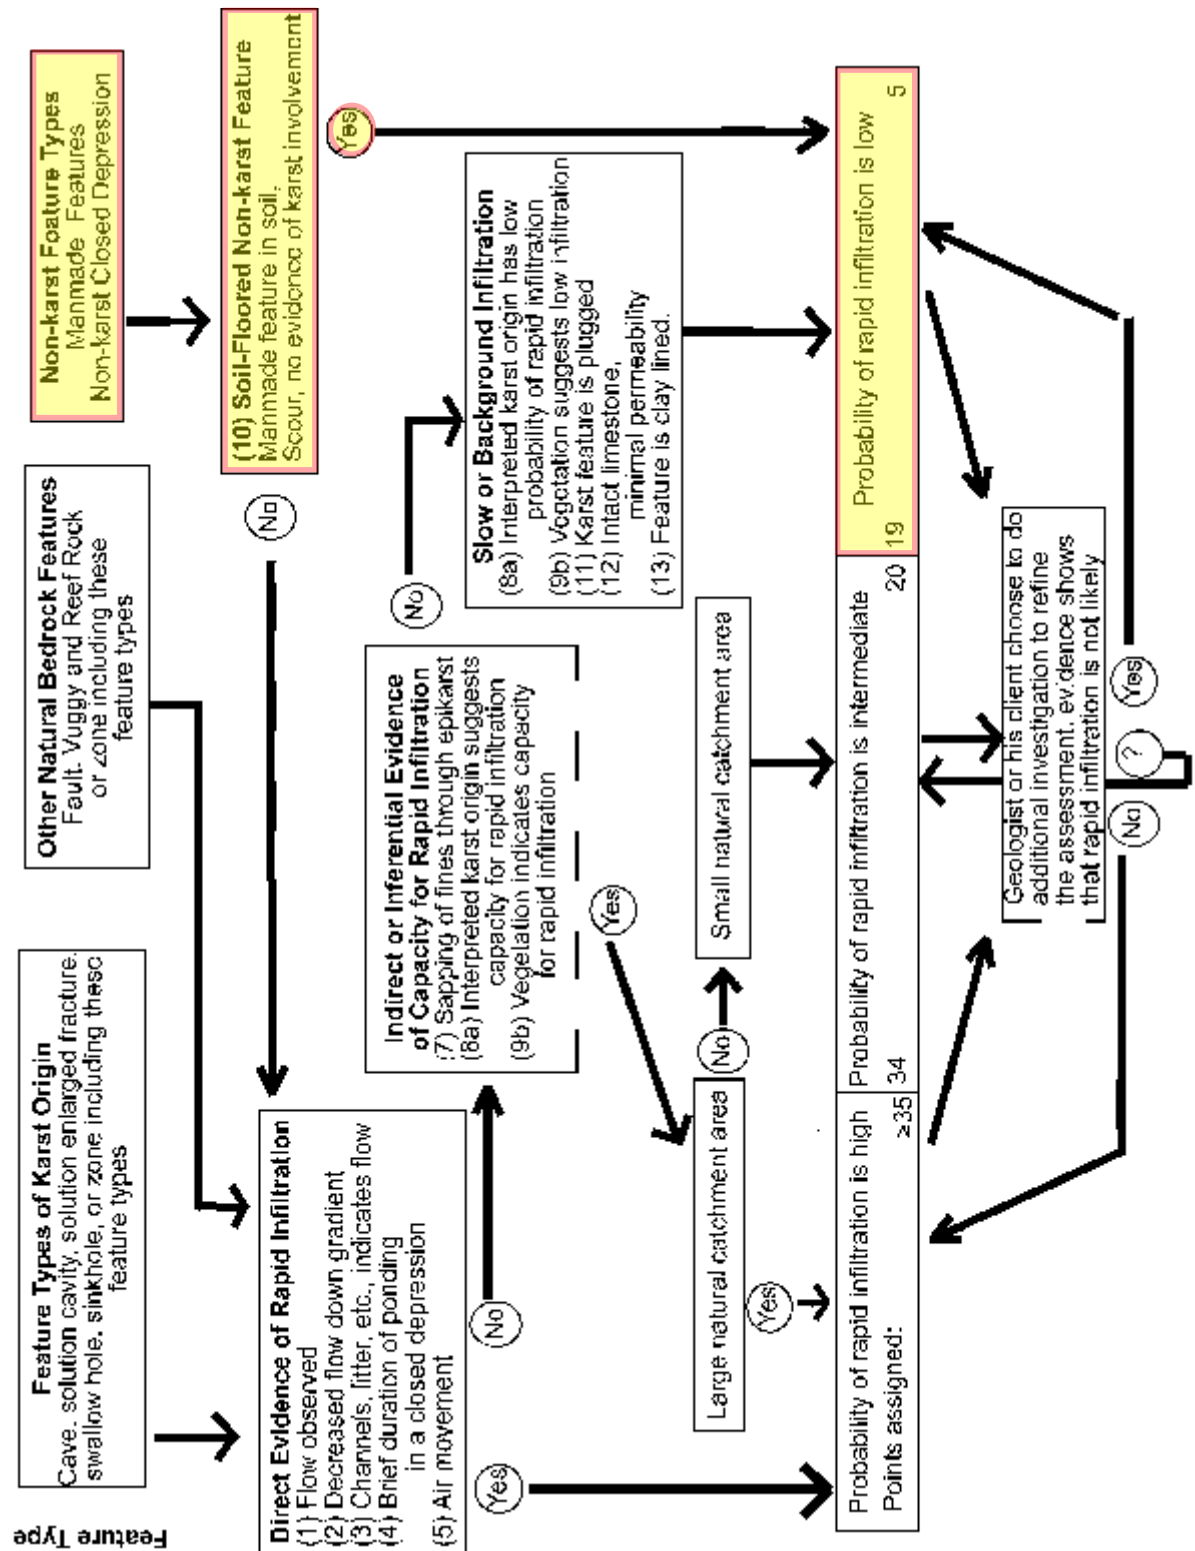 Feature Type
Feature Types of Karst Origin
Cave. solution cavity, solution enlarged fracture.
swallow hole. sinkhole, or zone including these
feature types
Other Natural Bedrock Features
Fault. Vuggy and Reef Rock
or zone including these
feature types
Non-karst Feature Types
Manmade Features
Non-karst Closed Depression
(10) Soil-Floored Non-karst Feature
Manmade feature in soil,
Scour, no evidence of karst involvement
No
Yes
Direct Evidence of Rapid Infiltration
(1) Flow observed
(2) Decreased flow down gradient
(3) Channels, litter, etc., indicates flow
(4) Brief duration of ponding
in a closed depression
(5) Air movement
Yes
No
Indirect or Inferential Evidence
of Capacity for Rapid Infiltration
(7) Sapping of fines through epikarst
(8a) Interpreted karst origin suggests
capacity for rapid infiltration
(9b) Vegetation indicates capacity
for rapid infiltration
No
Yes
Slow or Background Infiltration
(8a) Interpreted karst origin has low
probability of rapid infiltration
(9b) Vegetation suggests low infiltration
(11) Karst feature is plugged
(12) Intact limestone,
minimal permeability
(13) Feature is clay lined.
Large natural catchment area
No
Yes
Small natural catchment area
Probability of rapid infiltration is high
Points assigned: ≥35
Probability of rapid infiltration is intermediate
34 20
Probability of rapid infiltration is low
19 5
Geologist or his client choose to do
additional investigation to refine
the assessment. evidence shows
that rapid infiltration is not likely
No
?
Yes